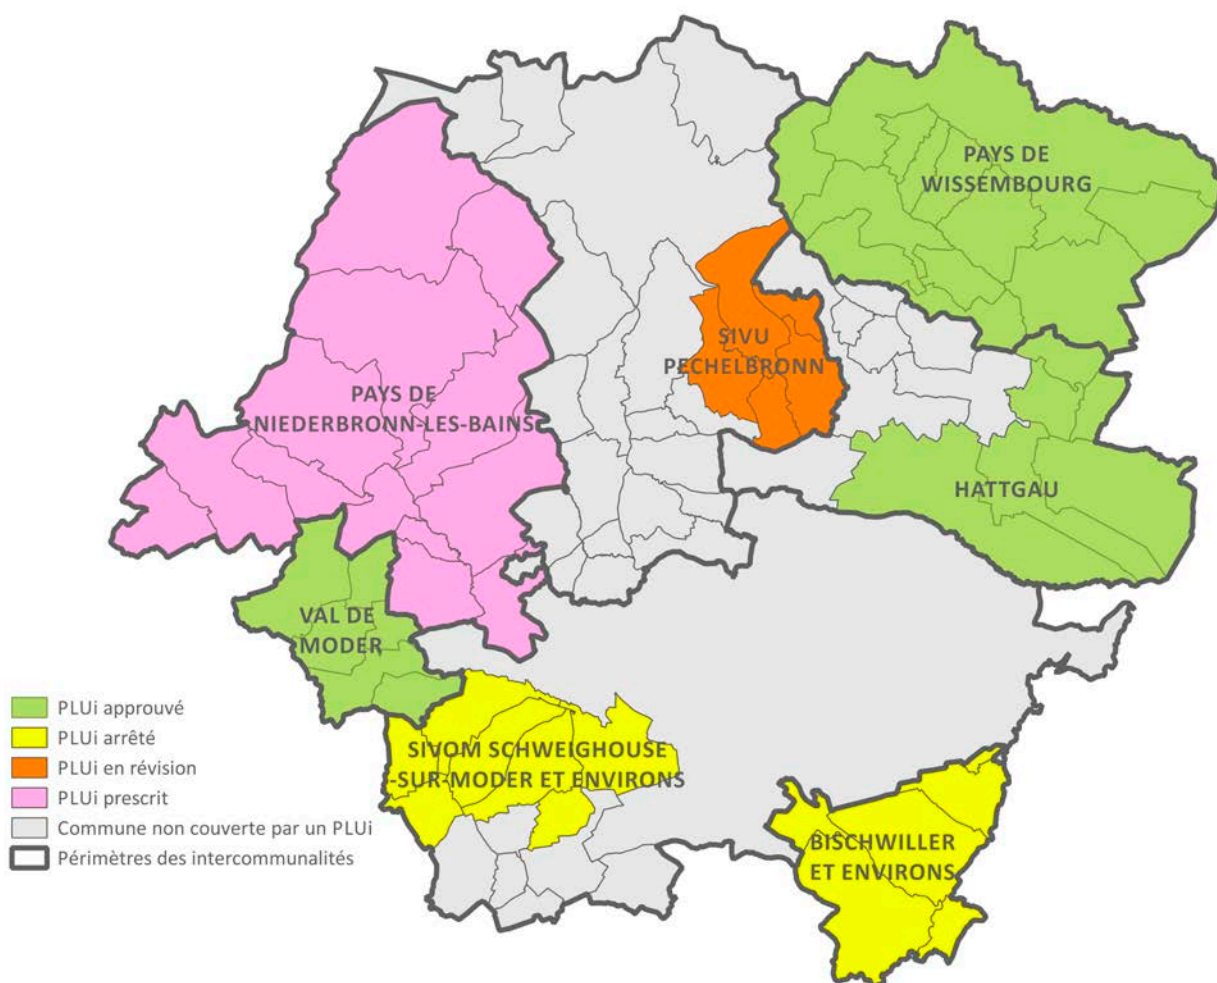 PAYS DE
WISSEMBOURG
SIVU
PECHELBRONN
PAYS DE
NIEDERBRONN-LES-BAINS
HATTGAU
VAL DE
MODER
SIVOM SCHWEIGHOUSE
-SUR-MODER ET ENVIRONS
BISCHWILLER
ET ENVIRONS
PLUi approuvé
PLUi arrêté
PLUi en révision
PLUi prescrit
Commune non couverte par un PLUi
Périmètres des intercommunalités